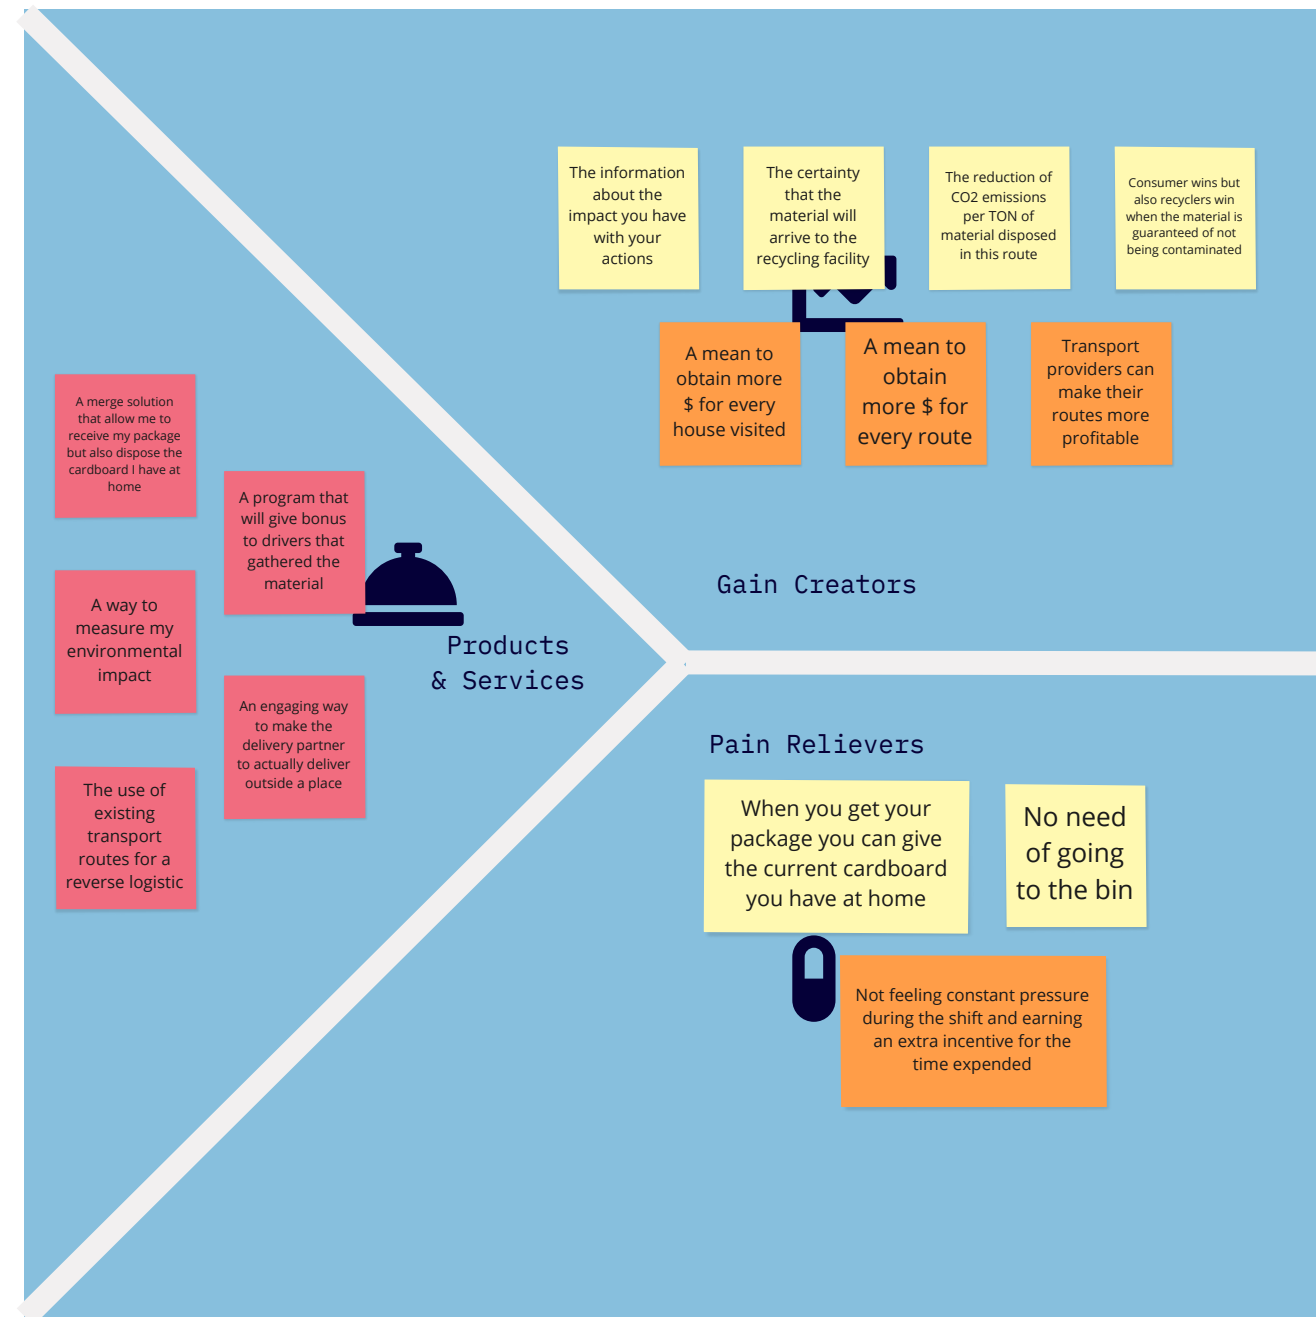 The information
about the
impact you have
with your
actions
The certainty
that the
material will
arrive to the
recycling facility
The reduction of
CO2 emissions
per TON of
material disposed
in this route
Consumer wins but
also recyclers win
when the material is
guaranteed of not
being contaminated
A mean to
obtain more
$ for every
house visited
A mean to
obtain
more $ for
every route
Transport
providers can
make their
routes more
profitable
Gain Creators
A merge solution
that allow me to
receive my package
but also dispose the
cardboard I have at
home
A program that
will give bonus
to drivers that
gathered the
material
A way to
measure my
environmental
impact
An engaging way
to make the
delivery partner
to actually deliver
outside a place
The use of
existing
transport
routes for a
reverse logistic
Products
& Services
Pain Relievers
When you get your
package you can give
the current cardboard
you have at home
No need
of going
to the bin
Not feeling constant pressure
during the shift and earning
an extra incentive for the
time expended